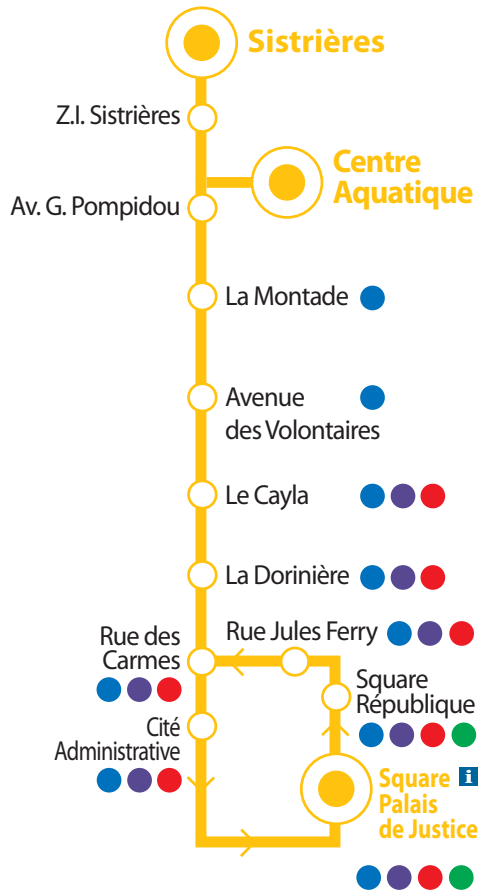 Sistrières
Z.I. Sistrières
Centre
Aquatique
Av. G. Pompidou
La Montade
Avenue
des Volontaires
Le Cayla
La Dorinière
Rue Jules Ferry
Rue des
Carmes
Square
République
Cité
Administrative
Square i
Palais
de Justice